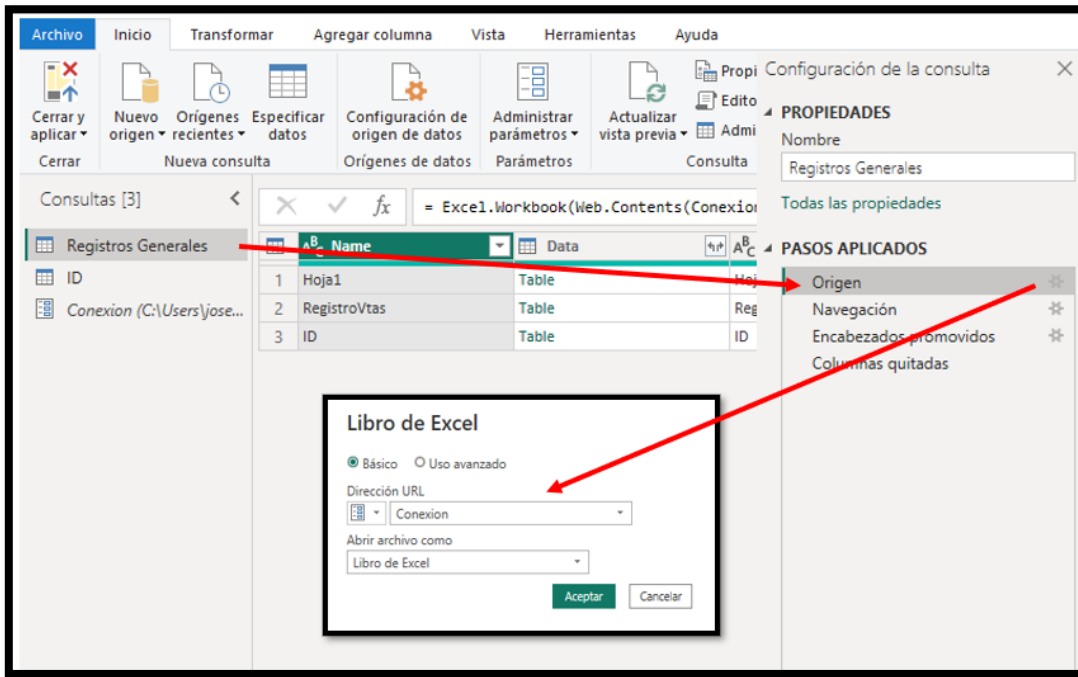 Archivo Inicio Transformar Agregar columna Vista Herramientas Ayuda
Cerrar y aplicar
Nuevo origen
Orígenes recientes
Especificar datos
Configuración de origen de datos
Administrar parámetros
Actualizar vista previa
Propi
Edito
Admi
Cerrar Nueva consulta Orígenes de datos Parámetros Consulta
Configuración de la consulta
PROPIEDADES
Nombre
Registros Generales
Todas las propiedades
PASOS APLICADOS
Origen
Navegación
Encabezados promovidos
Columnas quitadas
Consultas [3]
Registros Generales
ID
Conexion (C:\Users\jose...
fx = Excel.Workbook(Web.Contents(Conexion
ABC Name Data ABC
1 Hoja1 Table Hoj
2 RegistroVtas Table Reg
3 ID Table ID
Libro de Excel
Básico Uso avanzado
Dirección URL
Conexion
Abrir archivo como
Libro de Excel
Aceptar Cancelar